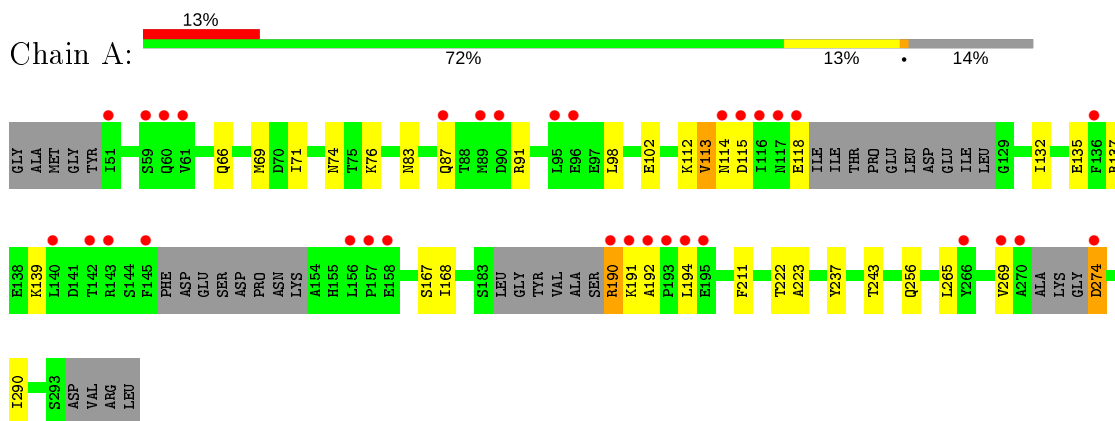 13%
Chain A:
72% 13% • 14%
GLY ALA MET GLY TYR I51 S59 Q60 V61 Q66 M69 D70 I71 N74 T75 K76 N83 Q87 T88 M89 D90 R91 L95 E96 E97 L98 E102 K112 V113 N114 D115 I116 N117 E118 ILE ILE THR PRO GLU LEU ASP GLU ILE LEU G129 I132 E135 F136 R137
E138 K139 L140 D141 T142 R143 S144 F145 PHE ASP GLU SER ASP PRO ASN LYS A154 H155 L156 P157 E158 S167 I168 S183 LEU GLY TYR VAL ALA SER R190 K191 A192 P193 L194 E195 F211 T222 A223 Y237 T243 Q256 L265 Y266 V269 A270 ALA LYS GLY D274
I290 S293 ASP VAL ARG LEU